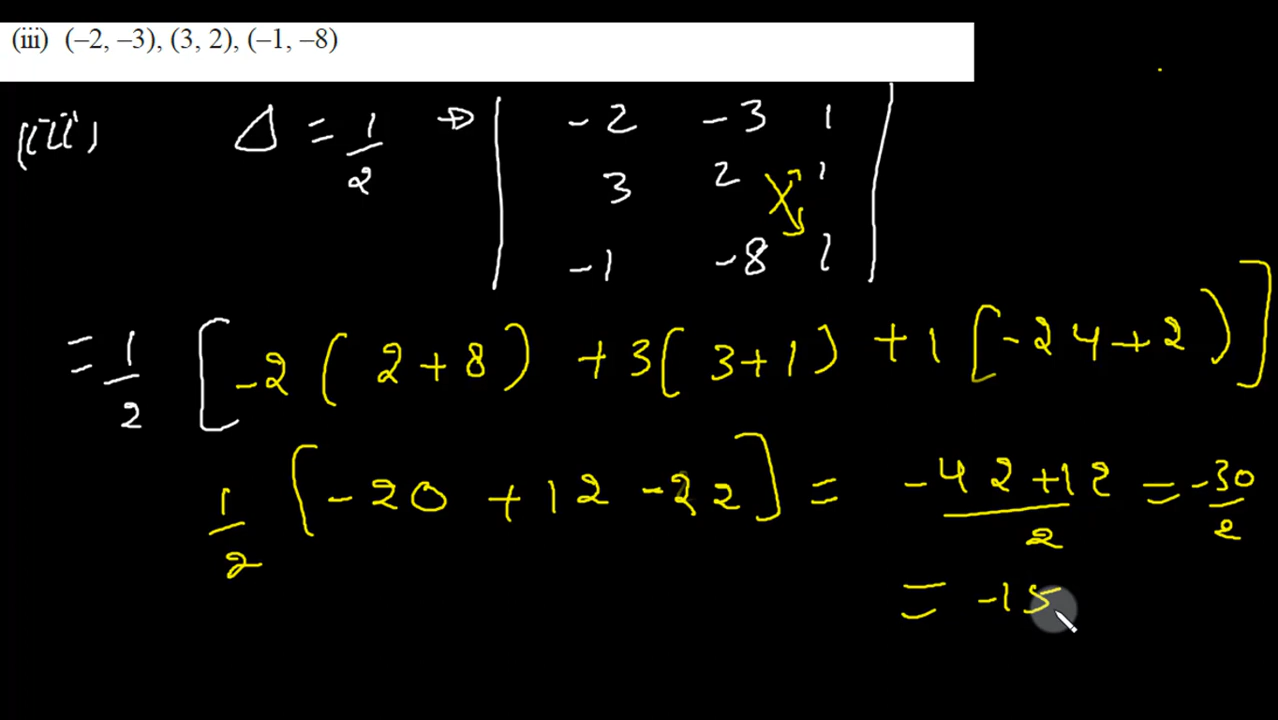 (iii) (–2, –3), (3, 2), (–1, –8)
(iii) Δ = 1/2 → | -2 -3 1
3 2 1
-1 -8 1 |
= 1/2 [ -2 ( 2+8 ) +3( 3+1 ) +1 [ -24+2 ) ]
1/2 [ -20 +12 -22 ] = -42+12/2 = -30/2
= -15